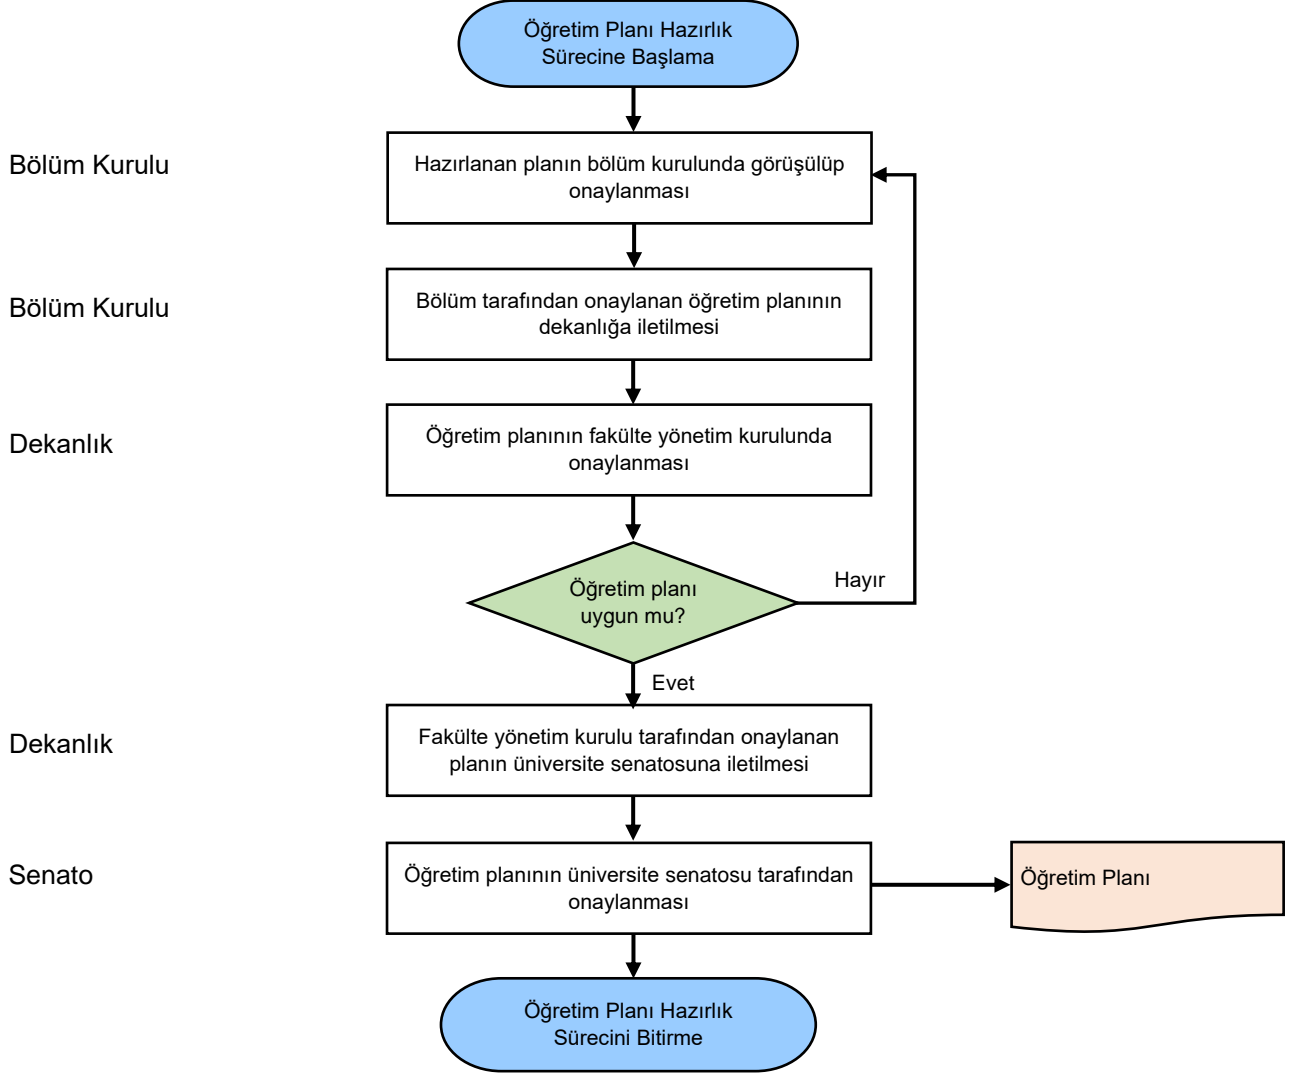 Öğretim Planı Hazırlık
Sürecine Başlama
Bölüm Kurulu
Hazırlanan planın bölüm kurulunda görüşülüp
onaylanması
Bölüm Kurulu
Bölüm tarafından onaylanan öğretim planının
dekanlığa iletilmesi
Dekanlık
Öğretim planının fakülte yönetim kurulunda
onaylanması
Öğretim planı
uygun mu?
Hayır
Evet
Dekanlık
Fakülte yönetim kurulu tarafından onaylanan
planın üniversite senatosuna iletilmesi
Senato
Öğretim planının üniversite senatosu tarafından
onaylanması
Öğretim Planı
Öğretim Planı Hazırlık
Sürecini Bitirme